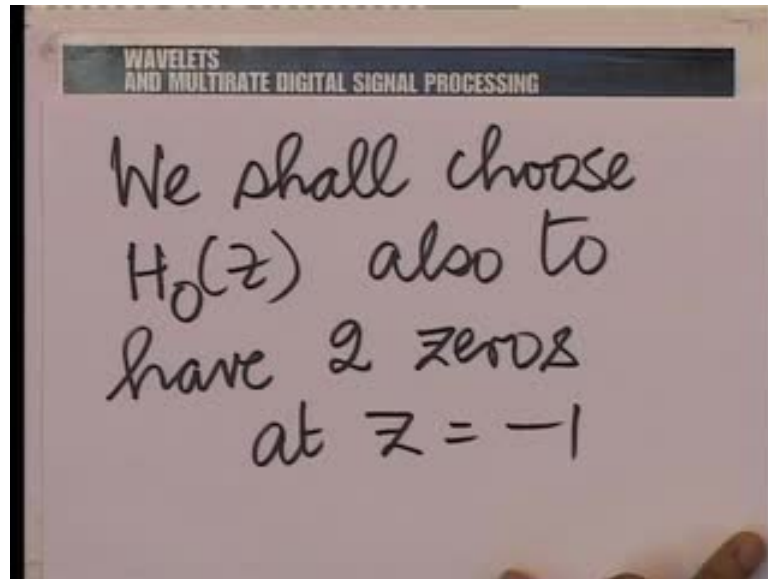 WAVELETS
AND MULTIRATE DIGITAL SIGNAL PROCESSING
We shall choose
H₀(z) also to
have 2 zeros
at z = -1